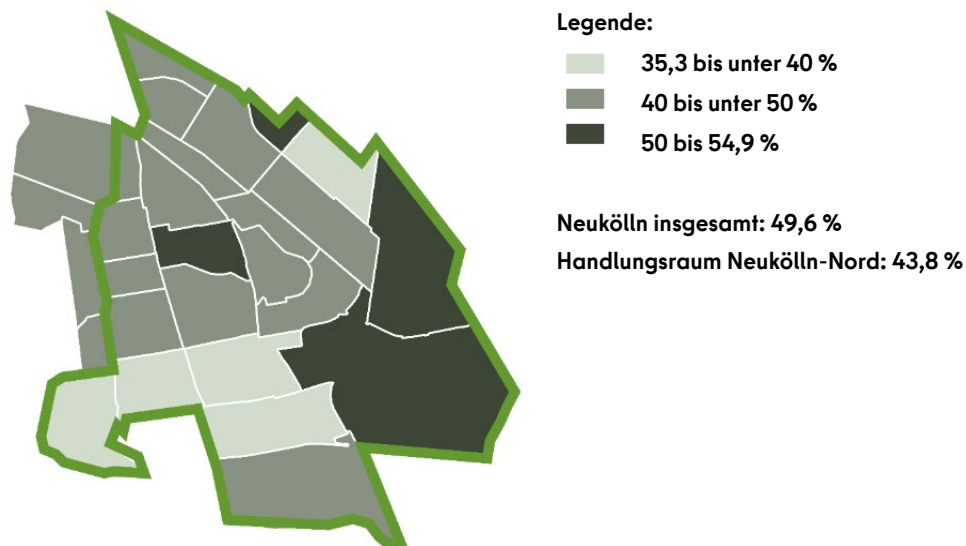 Legende:
35,3 bis unter 40 %
40 bis unter 50 %
50 bis 54,9 %
Neukölln insgesamt: 49,6 %
Handlungsraum Neukölln-Nord: 43,8 %